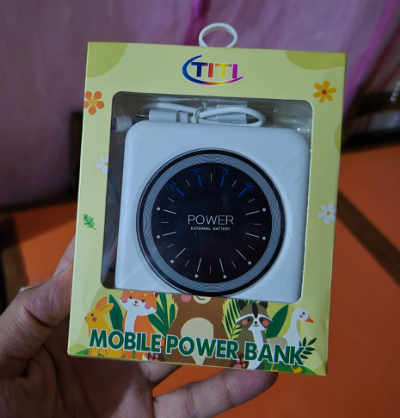 TITI
POWER
EXTERNAL BATTERY
MOBILE POWER BANK